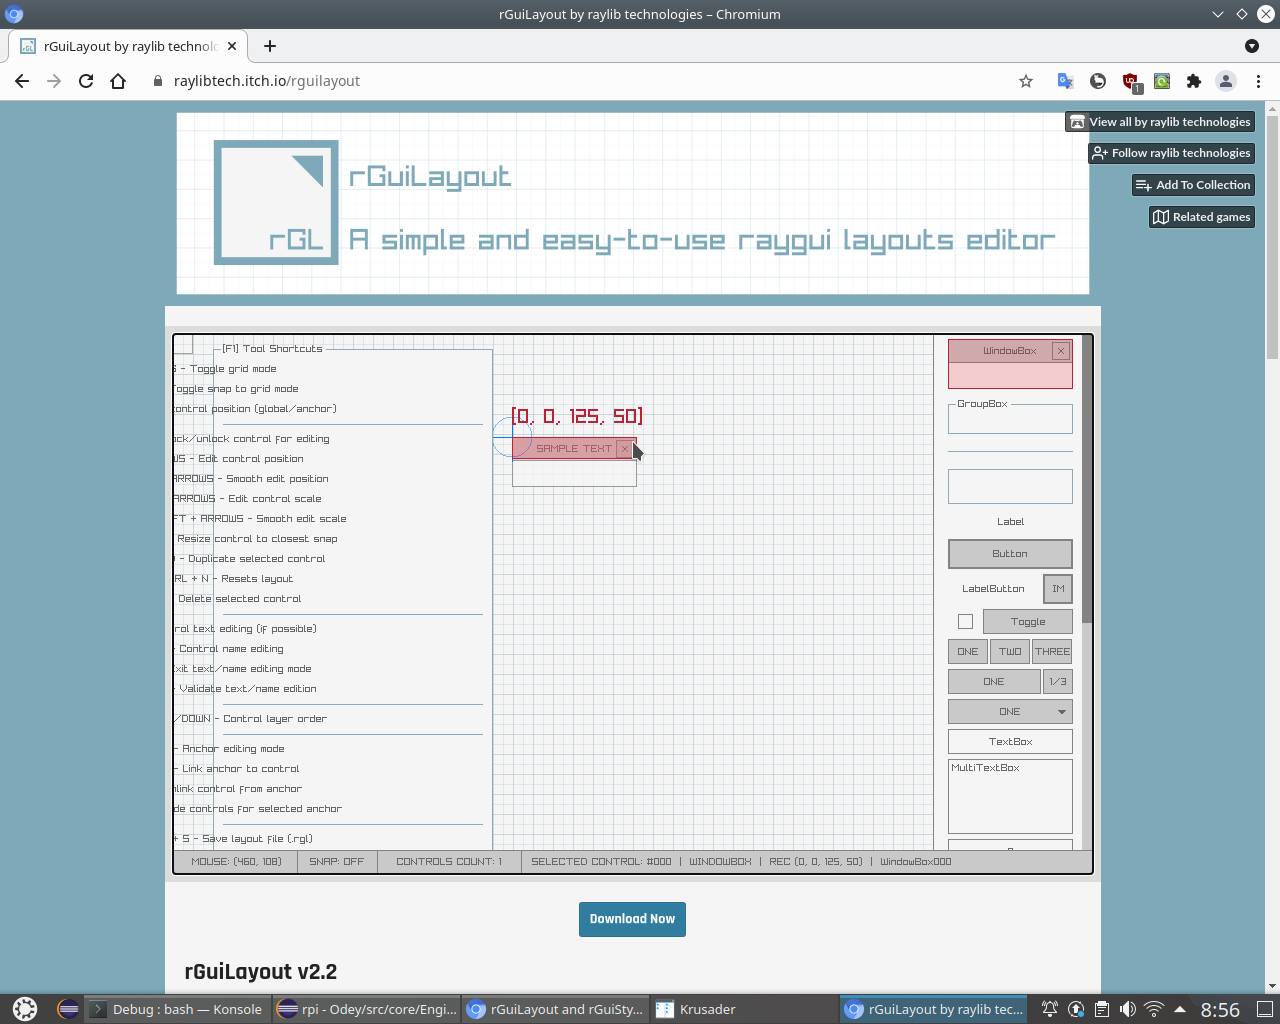 rGuiLayout by raylib technologies – Chromium
rGuiLayout by raylib technolo
raylibtech.itch.io/rguilayout
1
View all by raylib technologies
Follow raylib technologies
Add To Collection
Related games
rGuiLayout
rGL
A simple and easy-to-use raygui layouts editor
[F1] Tool Shortcuts
- Toggle grid mode
oggle snap to grid mode
ontrol position (global/anchor)
ck/unlock control for editing
WS - Edit control position
ARROWS - Smooth edit position
ARROWS - Edit control scale
FT + ARROWS - Smooth edit scale
Resize control to closest snap
- Duplicate selected control
RL + N - Resets layout
Delete selected control
rol text editing (if possible)
- Control name editing
xit text/name editing mode
- Validate text/name edition
/DOWN - Control layer order
- Anchor editing mode
- Link anchor to control
nlink control from anchor
de controls for selected anchor
+ S - Save layout file (.rgl)
[0, 0, 125, 50]
SAMPLE TEXT
WindowBox
GroupBox
Label
Button
LabelButton
IM
Toggle
ONE TWO THREE
ONE 1/3
ONE
TextBox
MultiTextBox
MOUSE: (460, 108)
SNAP: OFF
CONTROLS COUNT: 1
SELECTED CONTROL: #000 | WINDOWBOX | REC (0, 0, 125, 50) | WindowBox000
Download Now
rGuiLayout v2.2
Debug : bash — Konsole
rpi - Odey/src/core/Engi...
rGuiLayout and rGuiSty...
Krusader
rGuiLayout by raylib tec...
8:56